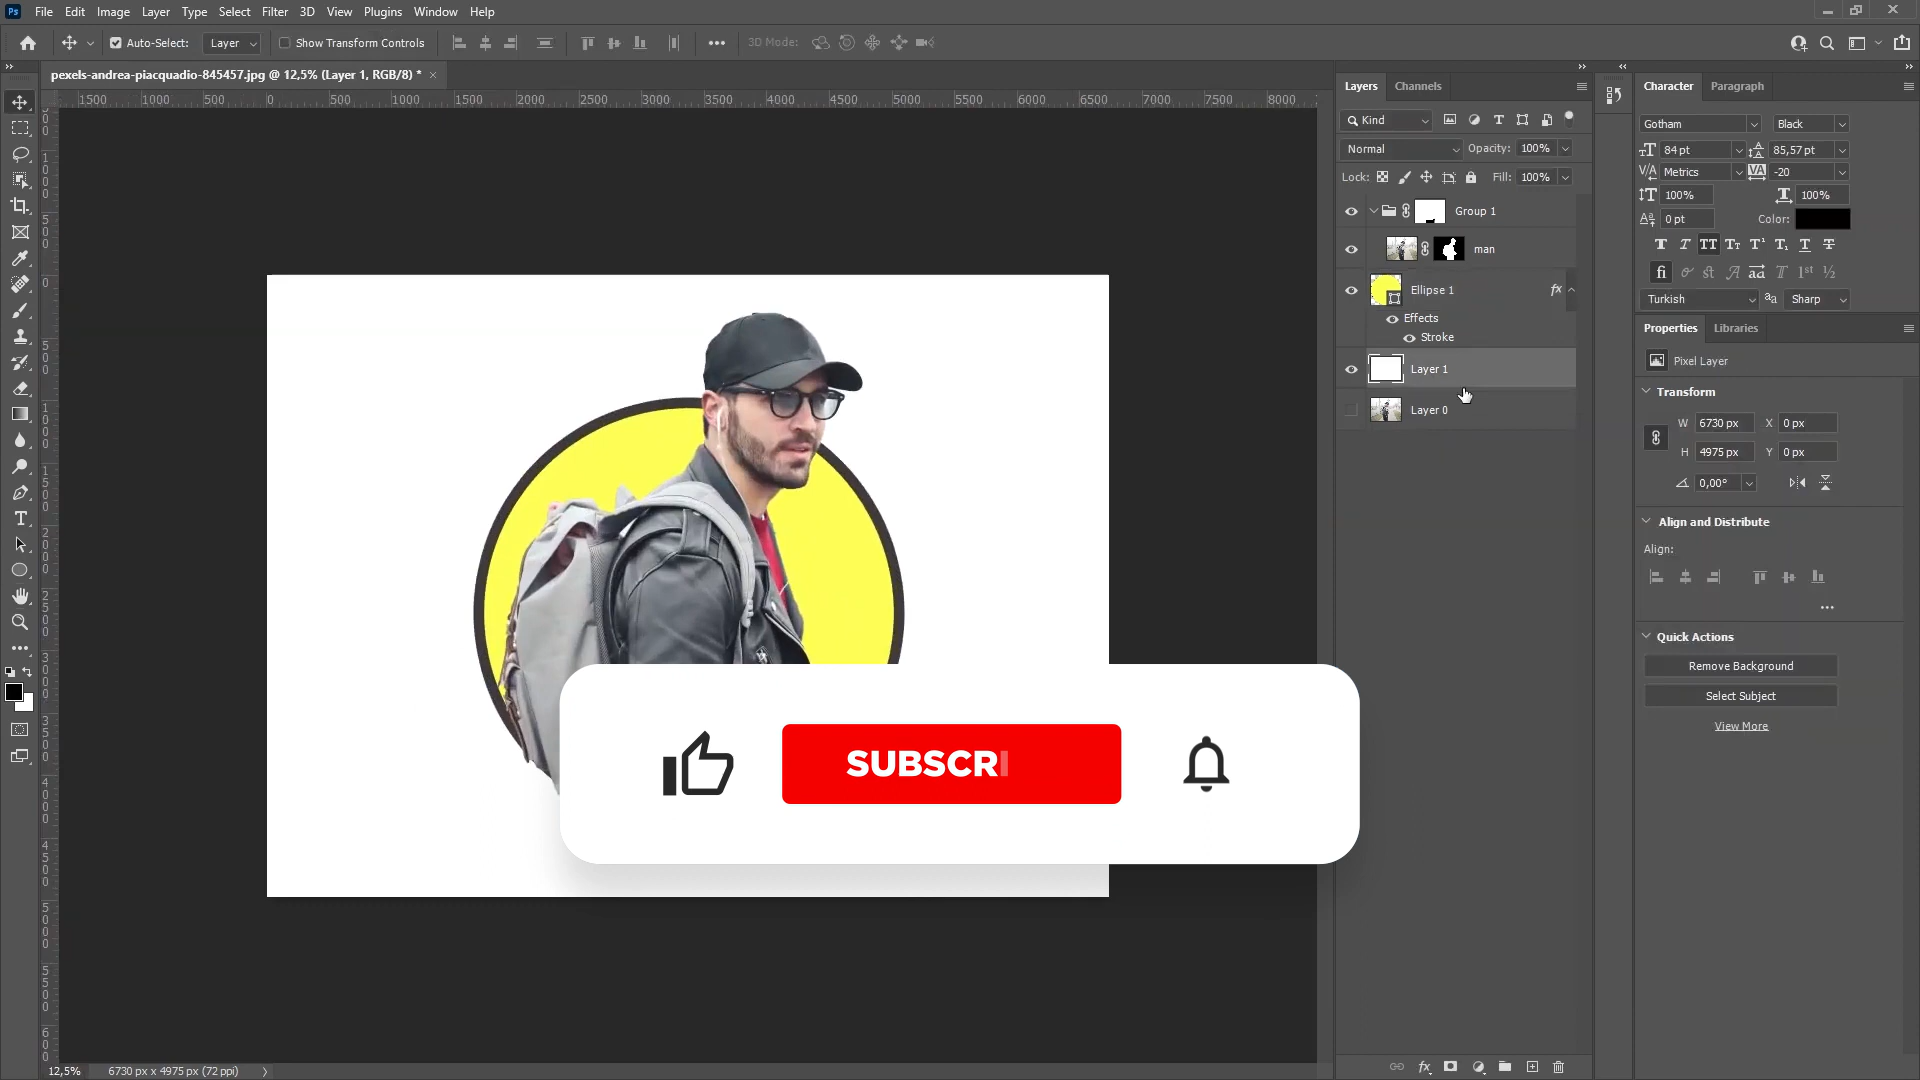 Ps File Edit Image Layer Type Select Filter 3D View Plugins Window Help
Auto-Select: Layer Show Transform Controls 3D Mode:
pexels-andrea-piacquadio-845457.jpg @ 12,5% (Layer 1, RGB/8) *
1500 1000 500 0 500 1000 1500 2000 2500 3000 3500 4000 4500 5000 5500 6000 6500 7000 7500 8000
Layers Channels
Kind
Normal Opacity: 100%
Lock: Fill: 100%
Group 1
man
Ellipse 1 fx
Effects
Stroke
Layer 1
Layer 0
Character Paragraph
Gotham Black
84 pt 85,57 pt
Metrics -20
100% 100%
0 pt Color:
Turkish aa Sharp
Properties Libraries
Pixel Layer
Transform
W 6730 px X 0 px
H 4975 px Y 0 px
0,00°
Align and Distribute
Align:
Quick Actions
Remove Background
Select Subject
View More
SUBSCRI
12,5% 6730 px x 4975 px (72 ppi)